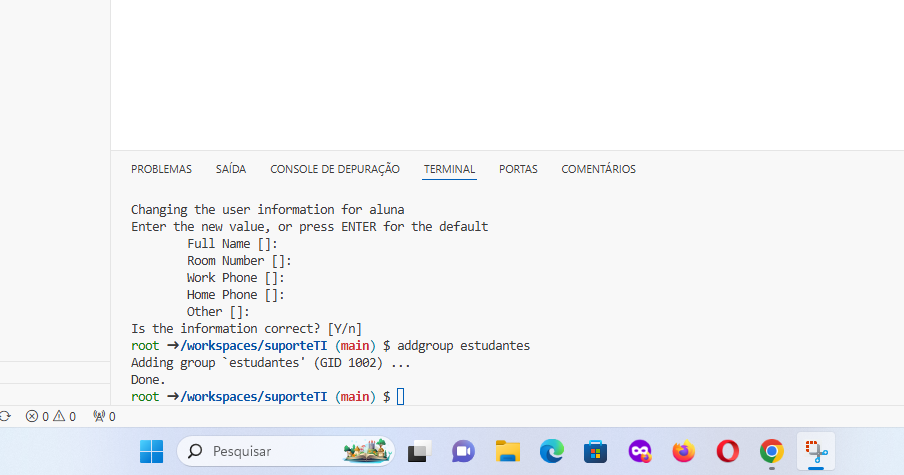 PROBLEMAS SAÍDA CONSOLE DE DEPURAÇÃO TERMINAL PORTAS COMENTÁRIOS
Changing the user information for aluna
Enter the new value, or press ENTER for the default
Full Name []:
Room Number []:
Work Phone []:
Home Phone []:
Other []:
Is the information correct? [Y/n]
root ➜/workspaces/suporteTI (main) $ addgroup estudantes
Adding group `estudantes' (GID 1002) ...
Done.
root ➜/workspaces/suporteTI (main) $
0 0 0
Pesquisar